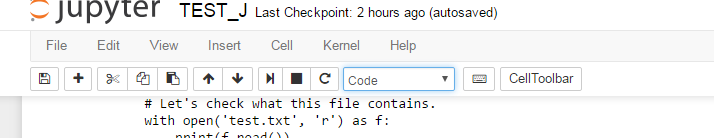 jupyter TEST_J Last Checkpoint: 2 hours ago (autosaved)
File Edit View Insert Cell Kernel Help
Code CellToolbar
# Let's check what this file contains.
with open('test.txt', 'r') as f:
print(f.read())